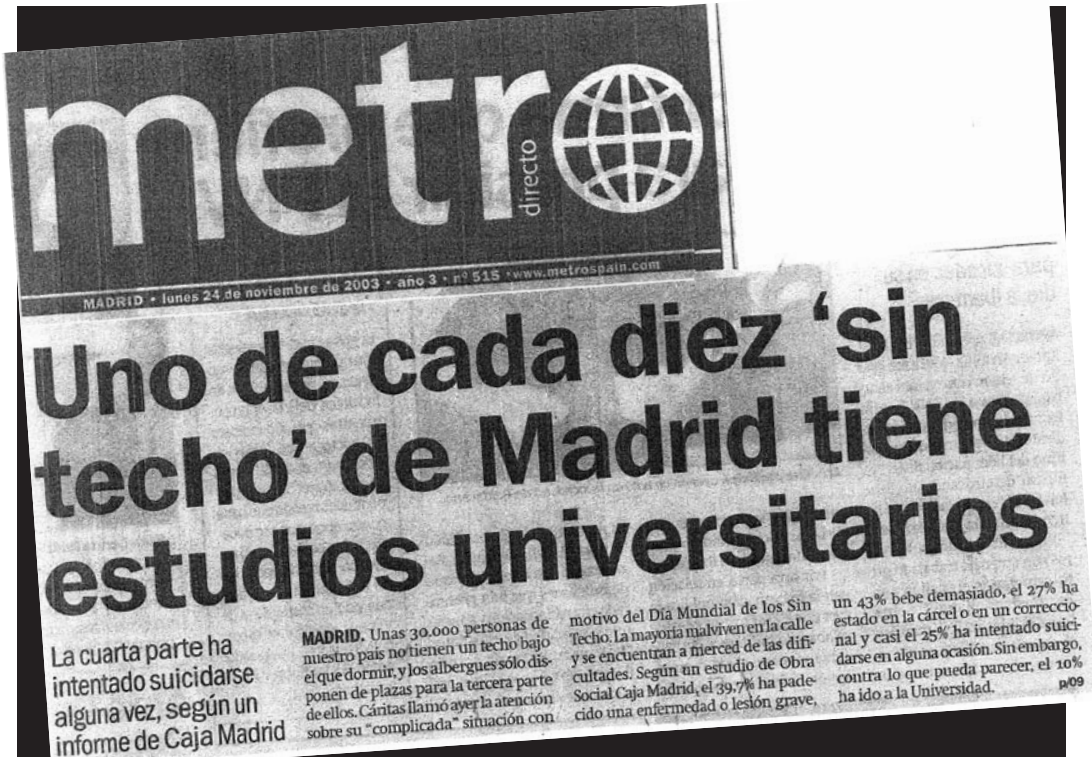 metro
directo
MADRID • lunes 24 de noviembre de 2003 • año 3 • nº 515 • www.metrospain.com
Uno de cada diez ‘sin
techo’ de Madrid tiene
estudios universitarios
La cuarta parte ha
intentado suicidarse
alguna vez, según un
informe de Caja Madrid
MADRID. Unas 30.000 personas de
nuestro país no tienen un techo bajo
el que dormir, y los albergues sólo dis-
ponen de plazas para la tercera parte
de ellos. Cáritas llamó ayer la atención
sobre su “complicada” situación con
motivo del Día Mundial de los Sin
Techo. La mayoría malviven en la calle
y se encuentran a merced de las difi-
cultades. Según un estudio de Obra
Social Caja Madrid, el 39,7% ha pade-
cido una enfermedad o lesión grave,
un 43% bebe demasiado, el 27% ha
estado en la cárcel o en un correccio-
nal y casi el 25% ha intentado suici-
darse en alguna ocasión. Sin embargo,
contra lo que pueda parecer, el 10%
ha ido a la Universidad.
p/09